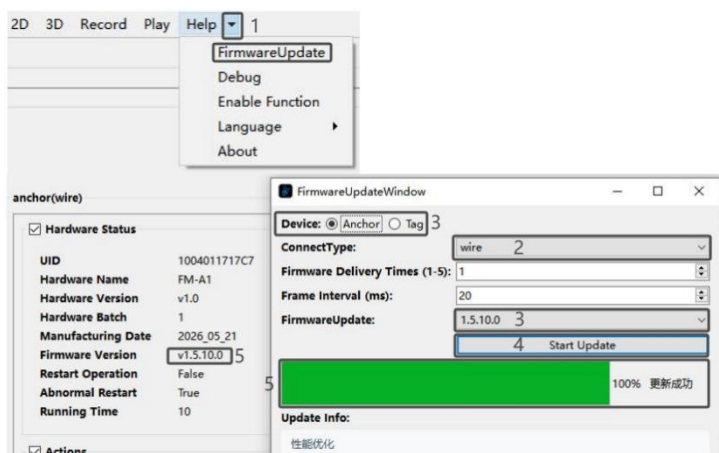 2D 3D Record Play Help 1
FirmwareUpdate
Debug
Enable Function
Language
About
anchor(wire)
Hardware Status
UID 1004011717C7
Hardware Name FM-A1
Hardware Version v1.0
Hardware Batch 1
Manufacturing Date 2026_05_21
Firmware Version v1.5.10.0 5
Restart Operation False
Abnormal Restart True
Running Time 10
Actions
FirmwareUpdateWindow
Device: Anchor Tag 3
ConnectType: wire 2
Firmware Delivery Times (1-5): 1
Frame Interval (ms): 20
FirmwareUpdate: 1.5.10.0 3
4 Start Update
5 100% 更新成功
Update Info:
性能优化